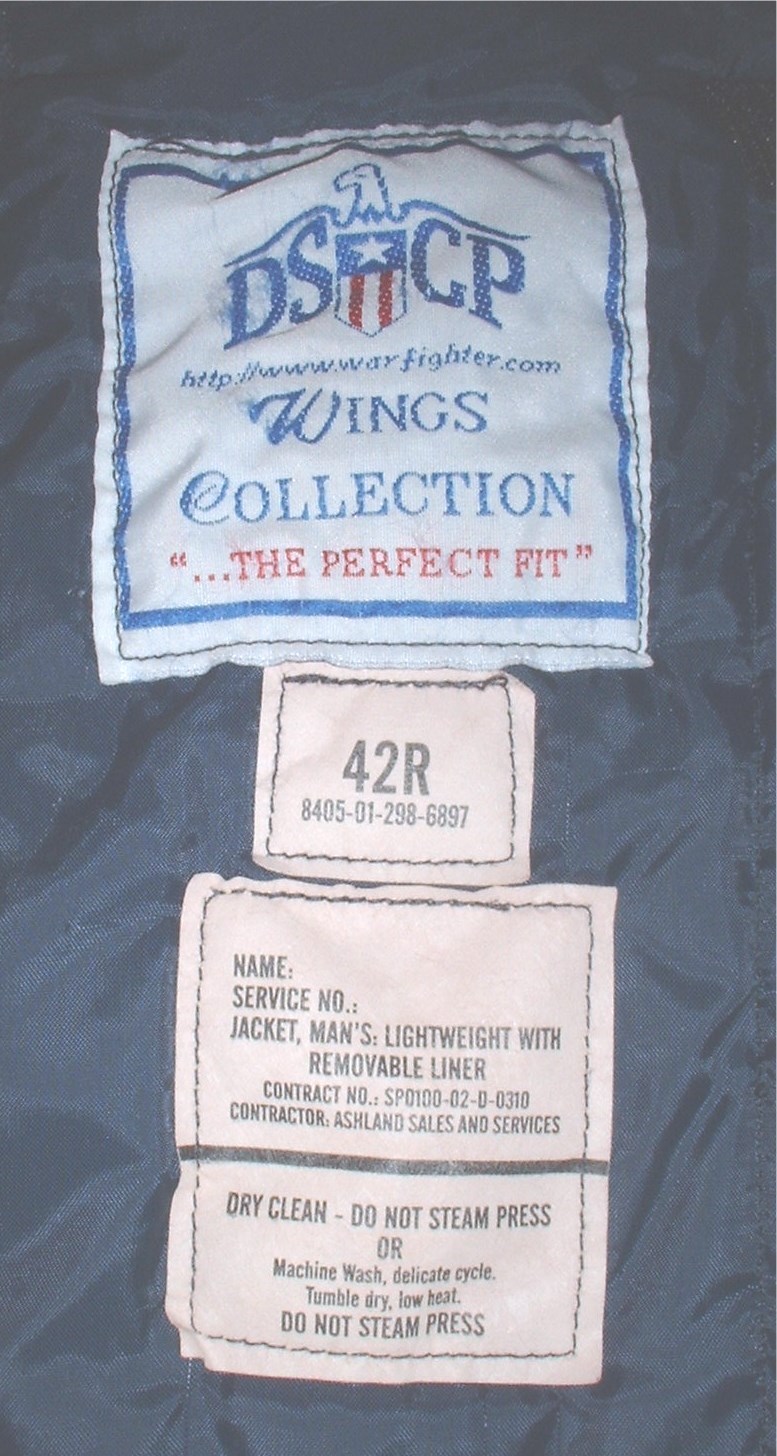 DSCP
http://www.warfighter.com
WINGS
COLLECTION
"...THE PERFECT FIT"
42R
8405-01-298-6897
NAME:
SERVICE NO.:
JACKET, MAN'S: LIGHTWEIGHT WITH
REMOVABLE LINER
CONTRACT NO.: SPO100-02-D-0310
CONTRACTOR: ASHLAND SALES AND SERVICES
DRY CLEAN - DO NOT STEAM PRESS
OR
Machine Wash, delicate cycle.
Tumble dry, low heat.
DO NOT STEAM PRESS